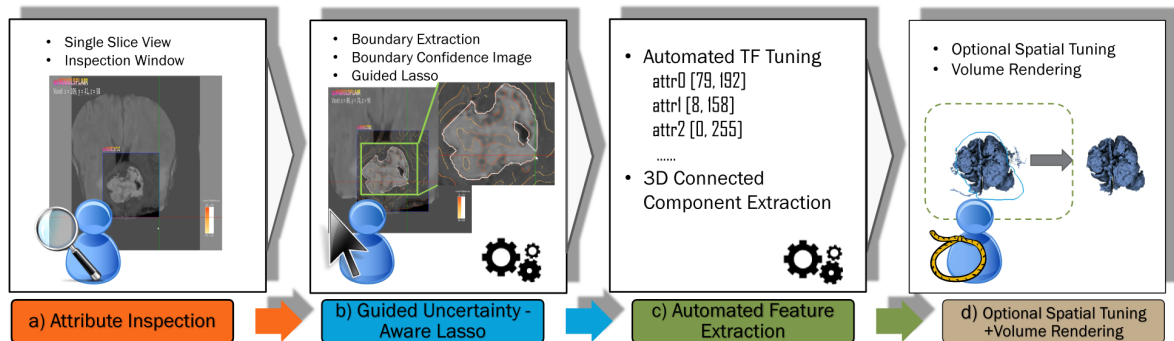 Single Slice View
Inspection Window
a) Attribute Inspection
Boundary Extraction
Boundary Confidence Image
Guided Lasso
b) Guided Uncertainty -
Aware Lasso
Automated TF Tuning
attr0 [79, 192]
attr1 [8, 158]
attr2 [0, 255]
......
3D Connected
Component Extraction
c) Automated Feature
Extraction
Optional Spatial Tuning
Volume Rendering
d) Optional Spatial Tuning
+Volume Rendering